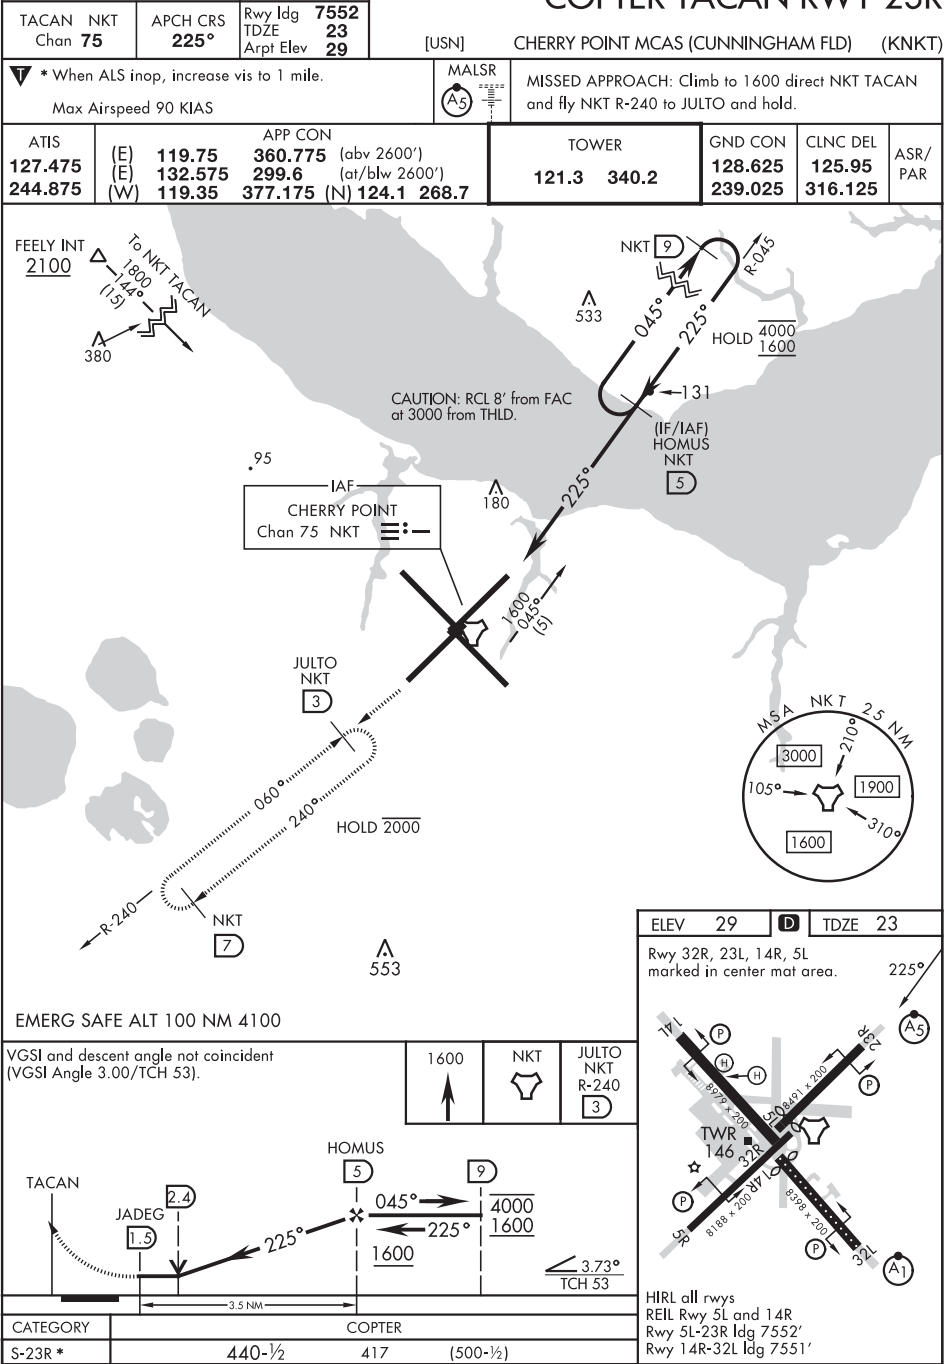 COPTER TACAN RWY 23R
TACAN NKT
Chan 75
APCH CRS
225°
Rwy ldg 7552
TDZE 23
Arpt Elev 29
[USN]
CHERRY POINT MCAS (CUNNINGHAM FLD) (KNKT)
T * When ALS inop, increase vis to 1 mile.
Max Airspeed 90 KIAS
MALSR
A5
MISSED APPROACH: Climb to 1600 direct NKT TACAN
and fly NKT R-240 to JULTO and hold.
ATIS
127.475
244.875
APP CON
(E) 119.75 360.775 (abv 2600')
(E) 132.575 299.6 (at/blw 2600')
(W) 119.35 377.175 (N) 124.1 268.7
TOWER
121.3 340.2
GND CON
128.625
239.025
CLNC DEL
125.95
316.125
ASR/
PAR
FEELY INT
2100
To NKT TACAN
1800
144°
(15)
380
NKT 9
R-045
533
045°
225°
HOLD 4000
1600
131
CAUTION: RCL 8' from FAC
at 3000 from THLD.
(IF/IAF)
HOMUS
NKT
5
95
IAF
CHERRY POINT
Chan 75 NKT
180
225°
1600
045°
(5)
JULTO
NKT
3
060°
240°
HOLD 2000
R-240
NKT
7
553
MSA NKT 25 NM
3000
210°
105°
1900
310°
1600
EMERG SAFE ALT 100 NM 4100
ELEV 29 D TDZE 23
Rwy 32R, 23L, 14R, 5L
marked in center mat area.
225°
A5
14L
P
H
H
23R
P
8979 x 200
8491 x 200
5L
TWR
146
32R
14R
P
8188 x 200
8398 x 200
5R
P
32L
A1
HIRL all rwys
REIL Rwy 5L and 14R
Rwy 5L-23R ldg 7552'
Rwy 14R-32L ldg 7551'
VGSI and descent angle not coincident
(VGSI Angle 3.00/TCH 53).
1600
NKT
JULTO
NKT
R-240
3
TACAN
JADEG
1.5
2.4
HOMUS
5
9
045°
225°
225°
4000
1600
1600
3.73°
TCH 53
3.5 NM
CATEGORY
COPTER
S-23R *
440-½ 417 (500-½)